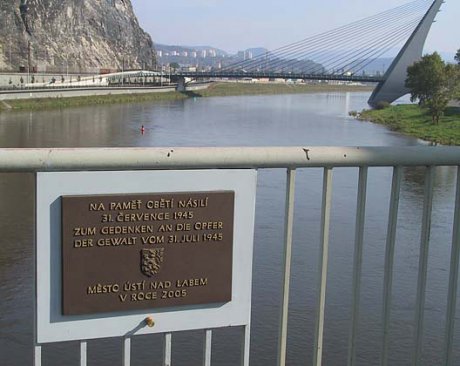 NA PAMĚŤ OBĚTÍ NÁSILÍ
31. ČERVENCE 1945
ZUM GEDENKEN AN DIE OPFER
DER GEWALT VOM 31. JULI 1945
MĚSTO ÚSTÍ NAD LABEM
V ROCE 2005